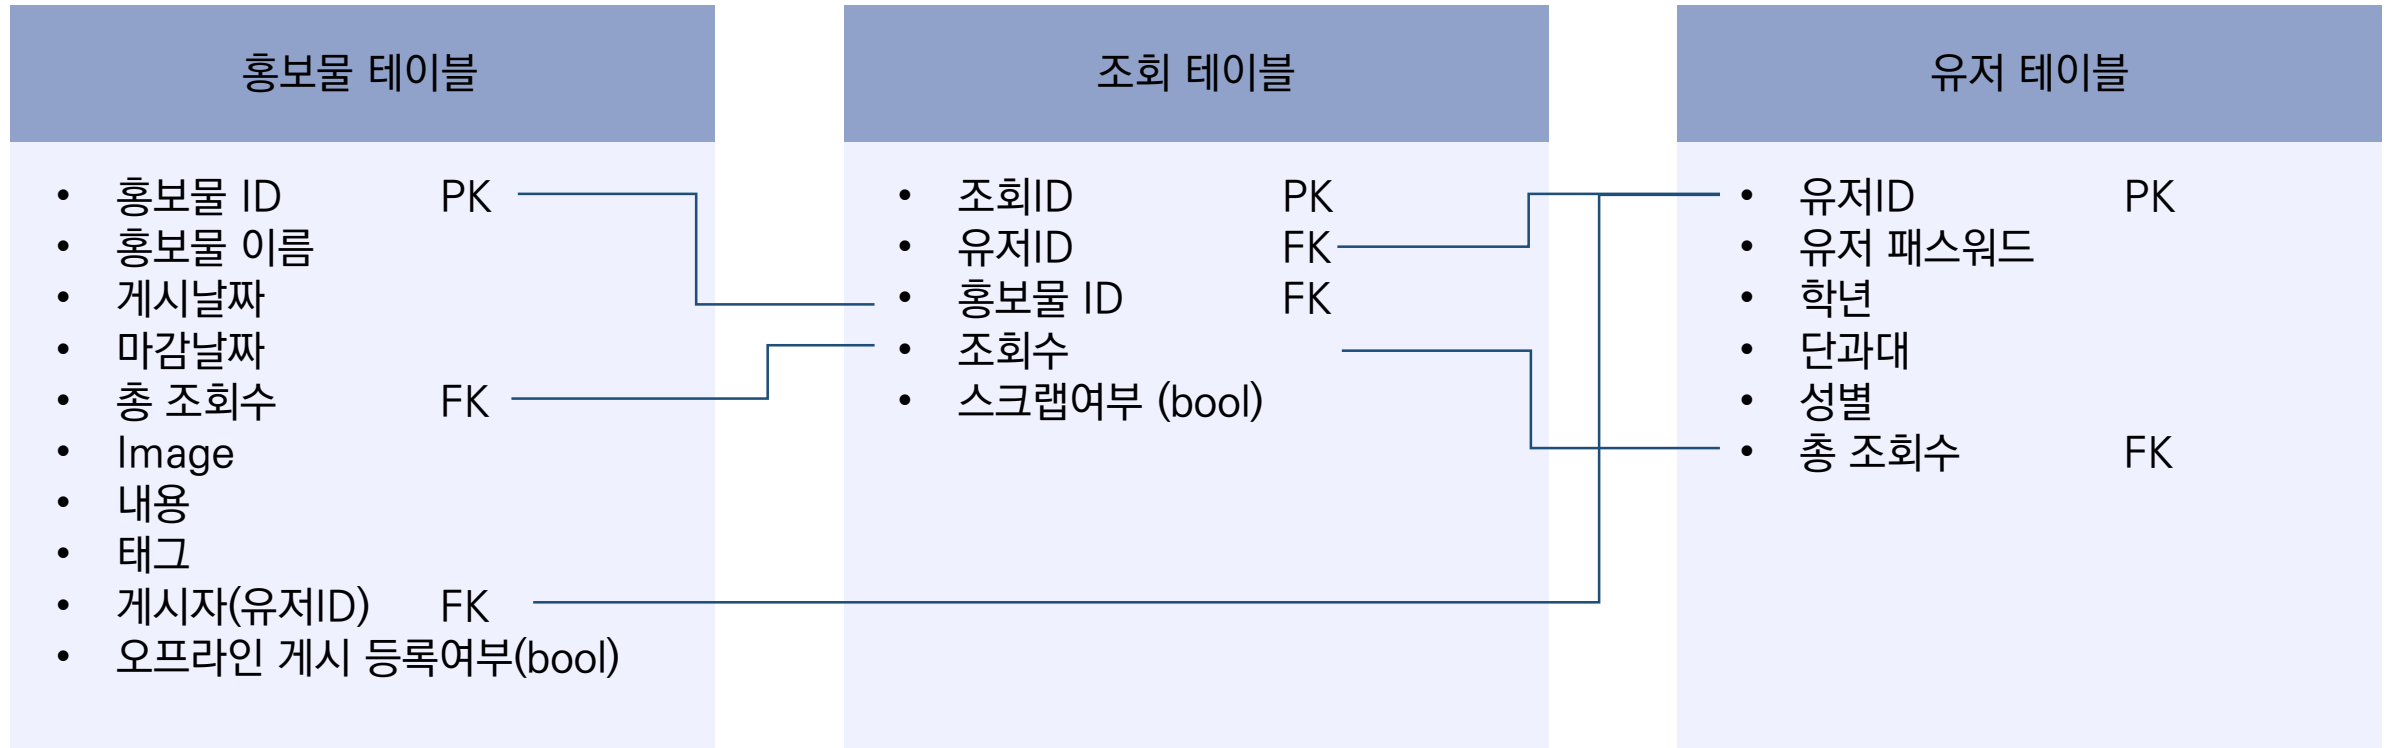 홍보물 테이블
• 홍보물 ID PK
• 홍보물 이름
• 게시날짜
• 마감날짜
• 총 조회수 FK
• Image
• 내용
• 태그
• 게시자(유저ID) FK
• 오프라인 게시 등록여부(bool)
조회 테이블
• 조회ID PK
• 유저ID FK
• 홍보물 ID FK
• 조회수
• 스크랩여부 (bool)
유저 테이블
• 유저ID PK
• 유저 패스워드
• 학년
• 단과대
• 성별
• 총 조회수 FK